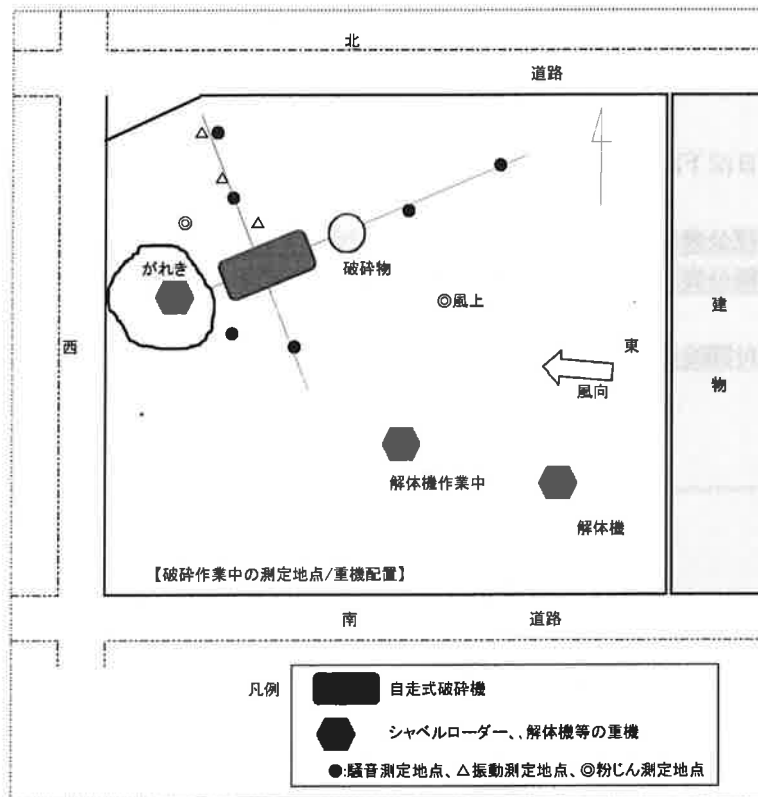 北
道路
がれき
破砕物
◎風上
建
物
西
東
風向
解体機作業中
解体機
【破砕作業中の測定地点/重機配置】
南
道路
凡例
自走式破砕機
シャベルローダー、、解体機等の重機
●:騒音測定地点、△振動測定地点、◎粉じん測定地点